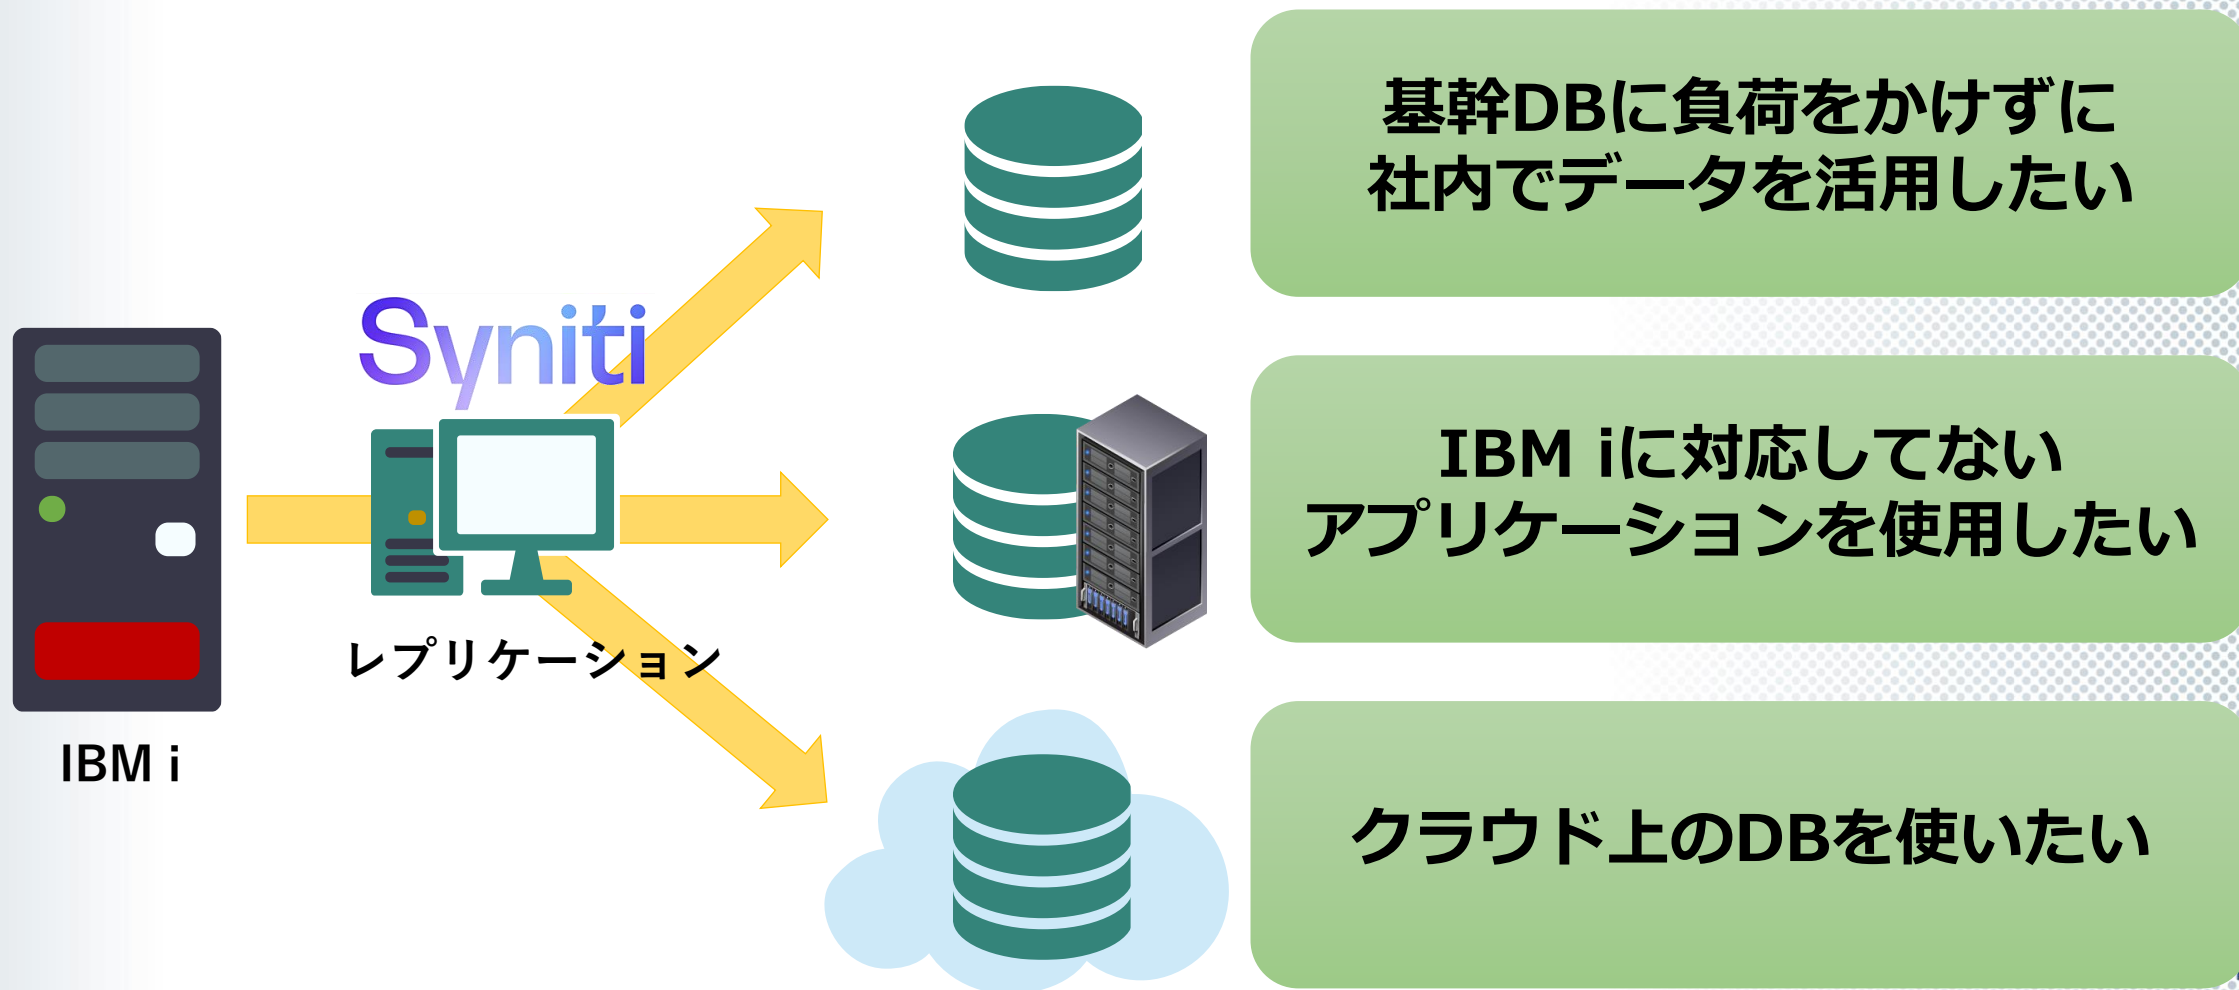 基幹DBに負荷をかけずに
社内でデータを活用したい
Syniti
IBM iに対応してない
アプリケーションを使用したい
レプリケーション
IBM i
クラウド上のDBを使いたい